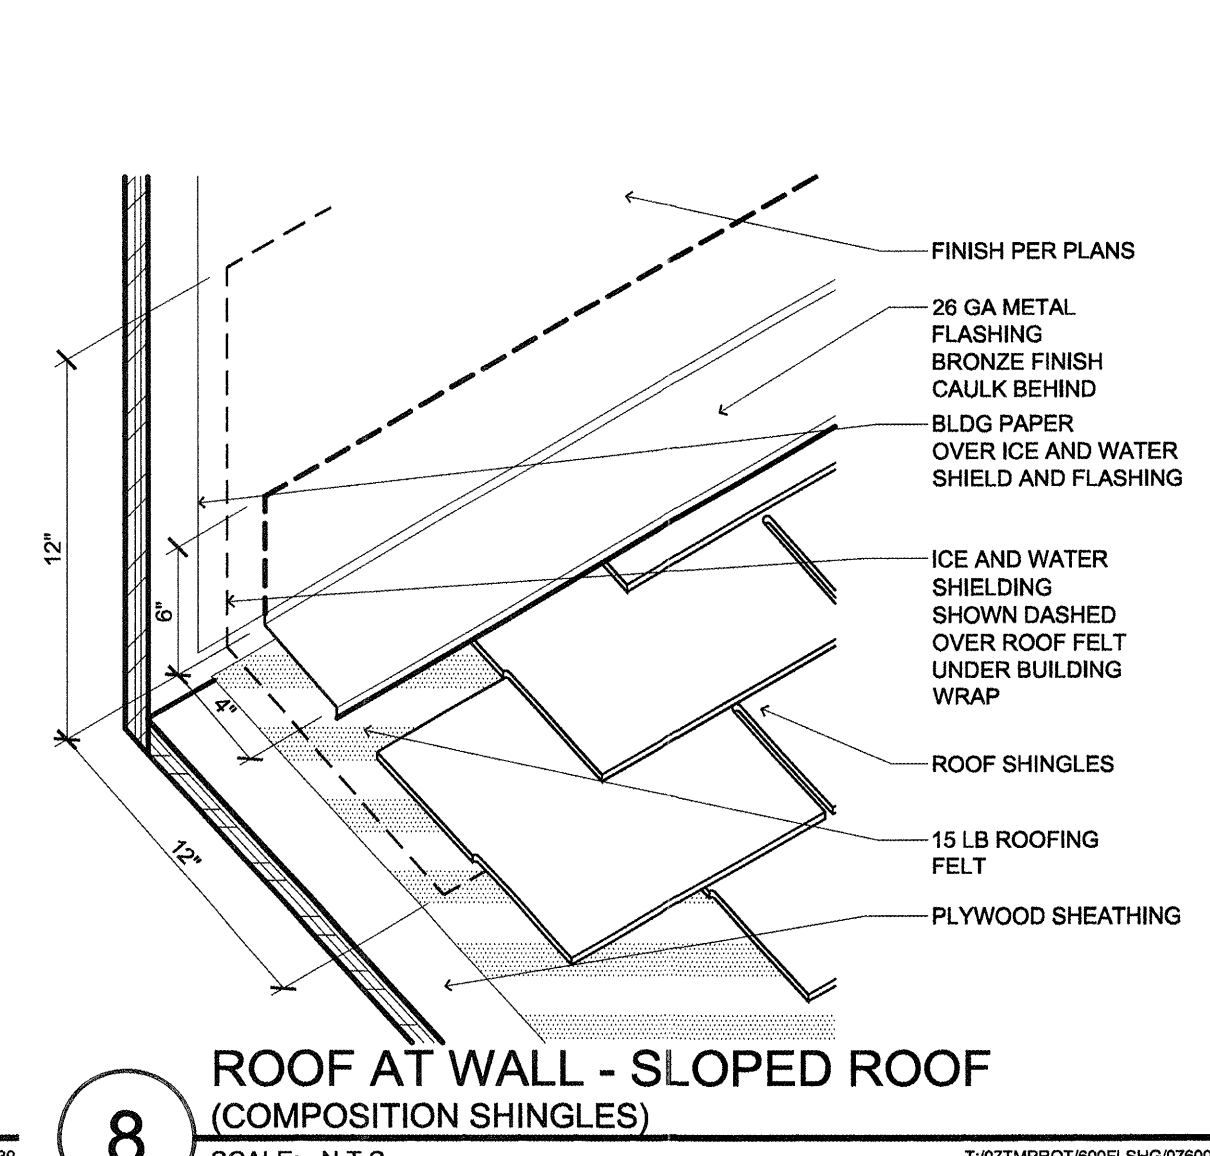 FINISH PER PLANS
26 GA METAL
FLASHING
BRONZE FINISH
CAULK BEHIND
BLDG PAPER
OVER ICE AND WATER
SHIELD AND FLASHING
ICE AND WATER
SHIELDING
SHOWN DASHED
OVER ROOF FELT
UNDER BUILDING
WRAP
ROOF SHINGLES
15 LB ROOFING
FELT
PLYWOOD SHEATHING
12"
6"
4"
12"
ROOF AT WALL - SLOPED ROOF
(COMPOSITION SHINGLES)
8
SCALE: N.T.S.